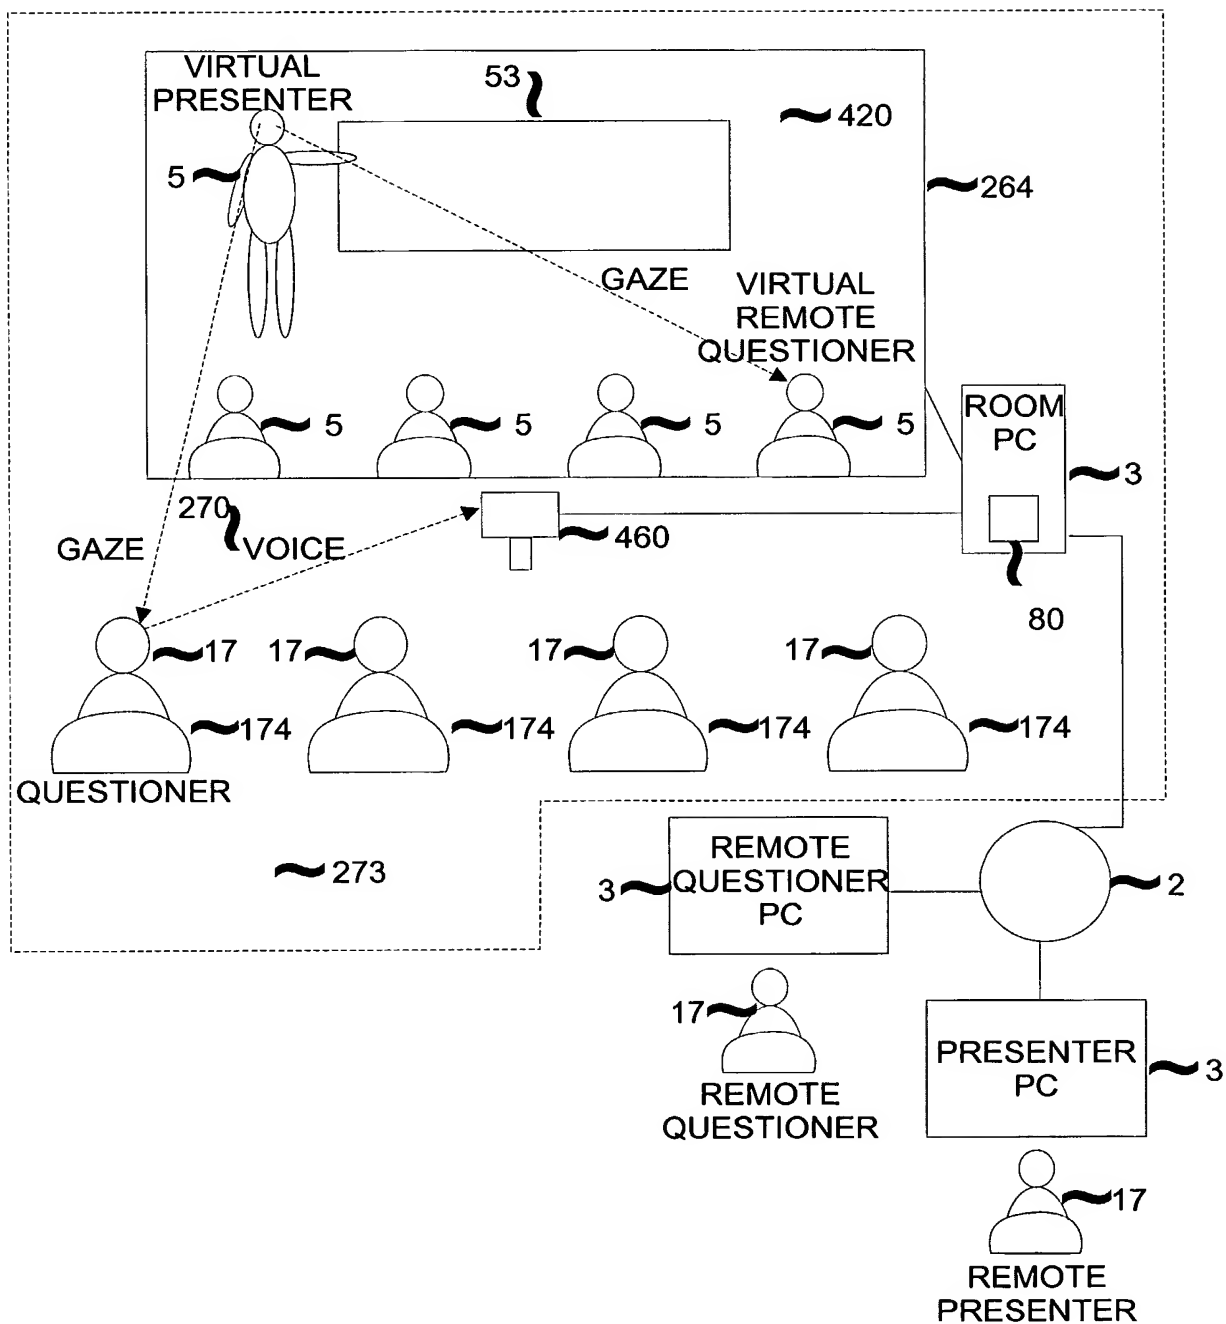 VIRTUAL
PRESENTER
53
420
5
264
GAZE
VIRTUAL
REMOTE
QUESTIONER
5
5
5
5
ROOM
PC
3
270
GAZE
VOICE
460
80
17
17
17
17
174
174
174
174
QUESTIONER
273
REMOTE
QUESTIONER
PC
3
2
17
REMOTE
QUESTIONER
PRESENTER
PC
3
17
REMOTE
PRESENTER